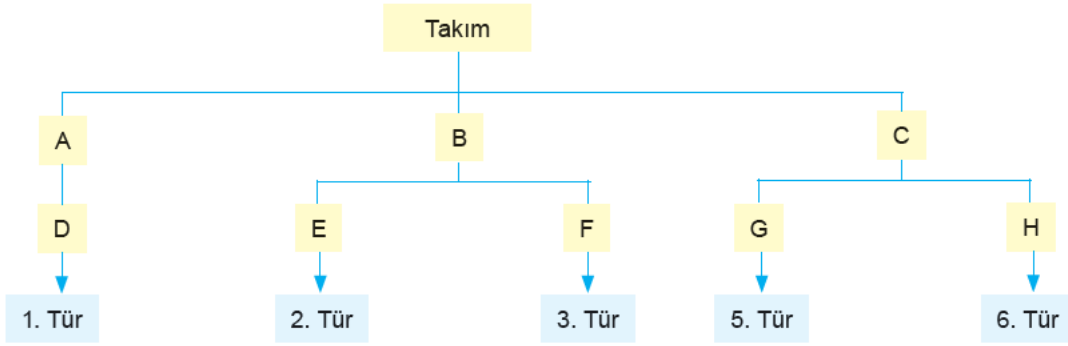 Takım
A
B
C
D
E
F
G
H
1. Tür
2. Tür
3. Tür
5. Tür
6. Tür